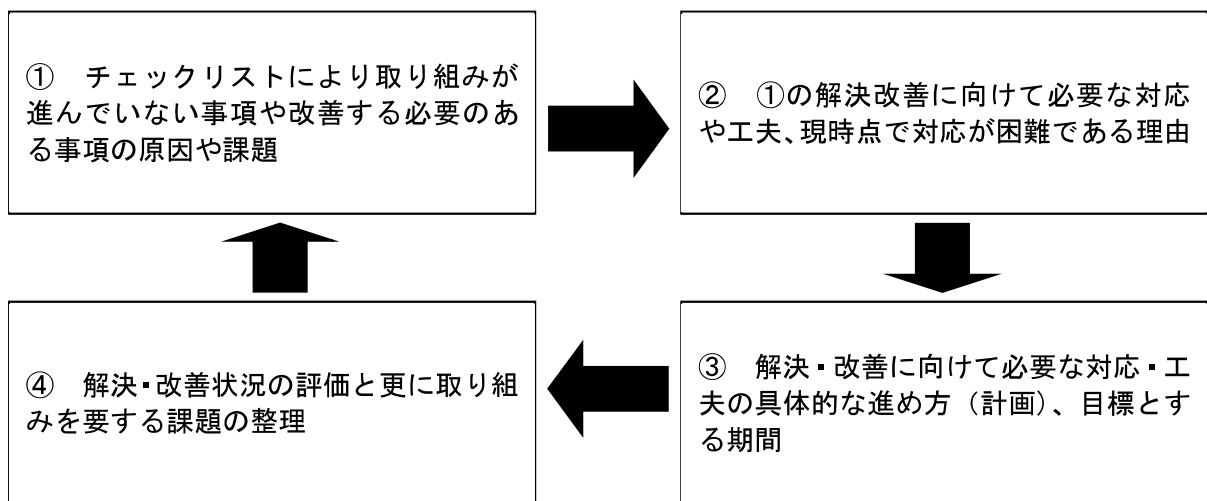 ① チェックリストにより取り組みが
進んでいない事項や改善する必要のあ
る事項の原因や課題
② ①の解決改善に向けて必要な対応
や工夫、現時点で対応が困難である理由
③ 解決・改善に向けて必要な対応・工
夫の具体的な進め方（計画）、目標とす
る期間
④ 解決・改善状況の評価と更に取り組
みを要する課題の整理